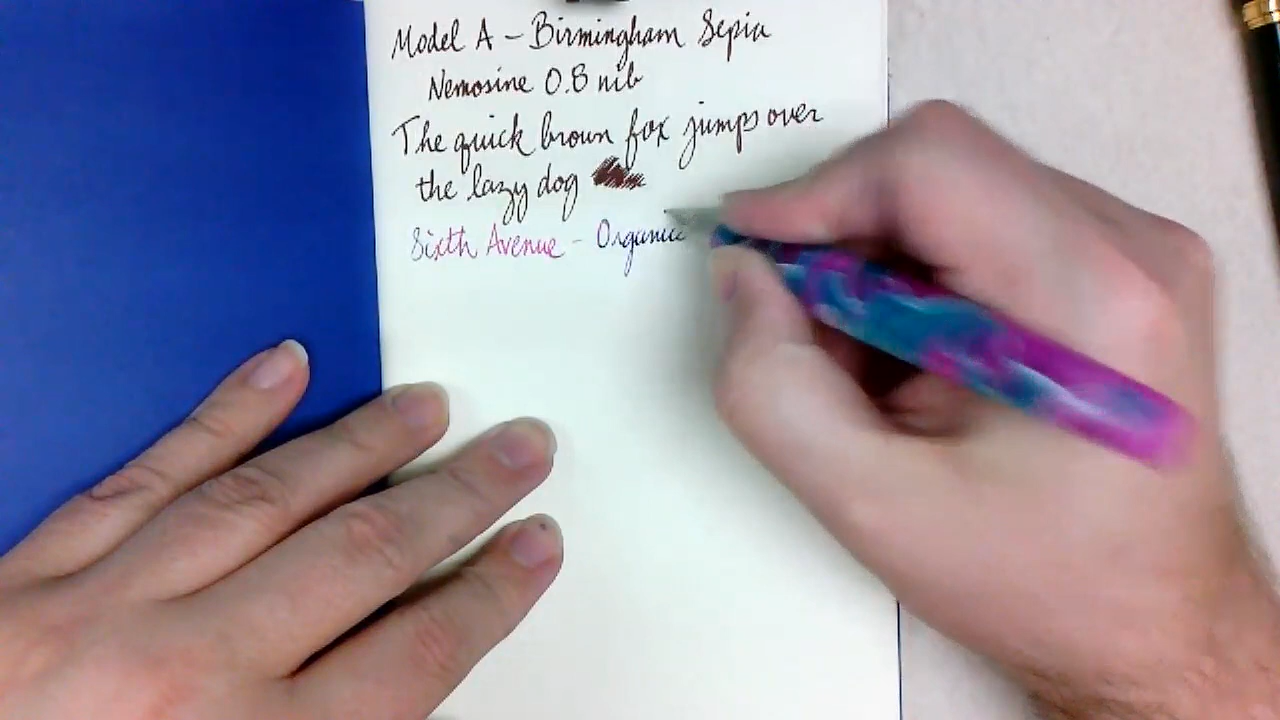 Model A - Birmingham Sepia
Nemosine 0.8 nib
The quick brown fox jumps over
the lazy dog
Sixth Avenue - Organic